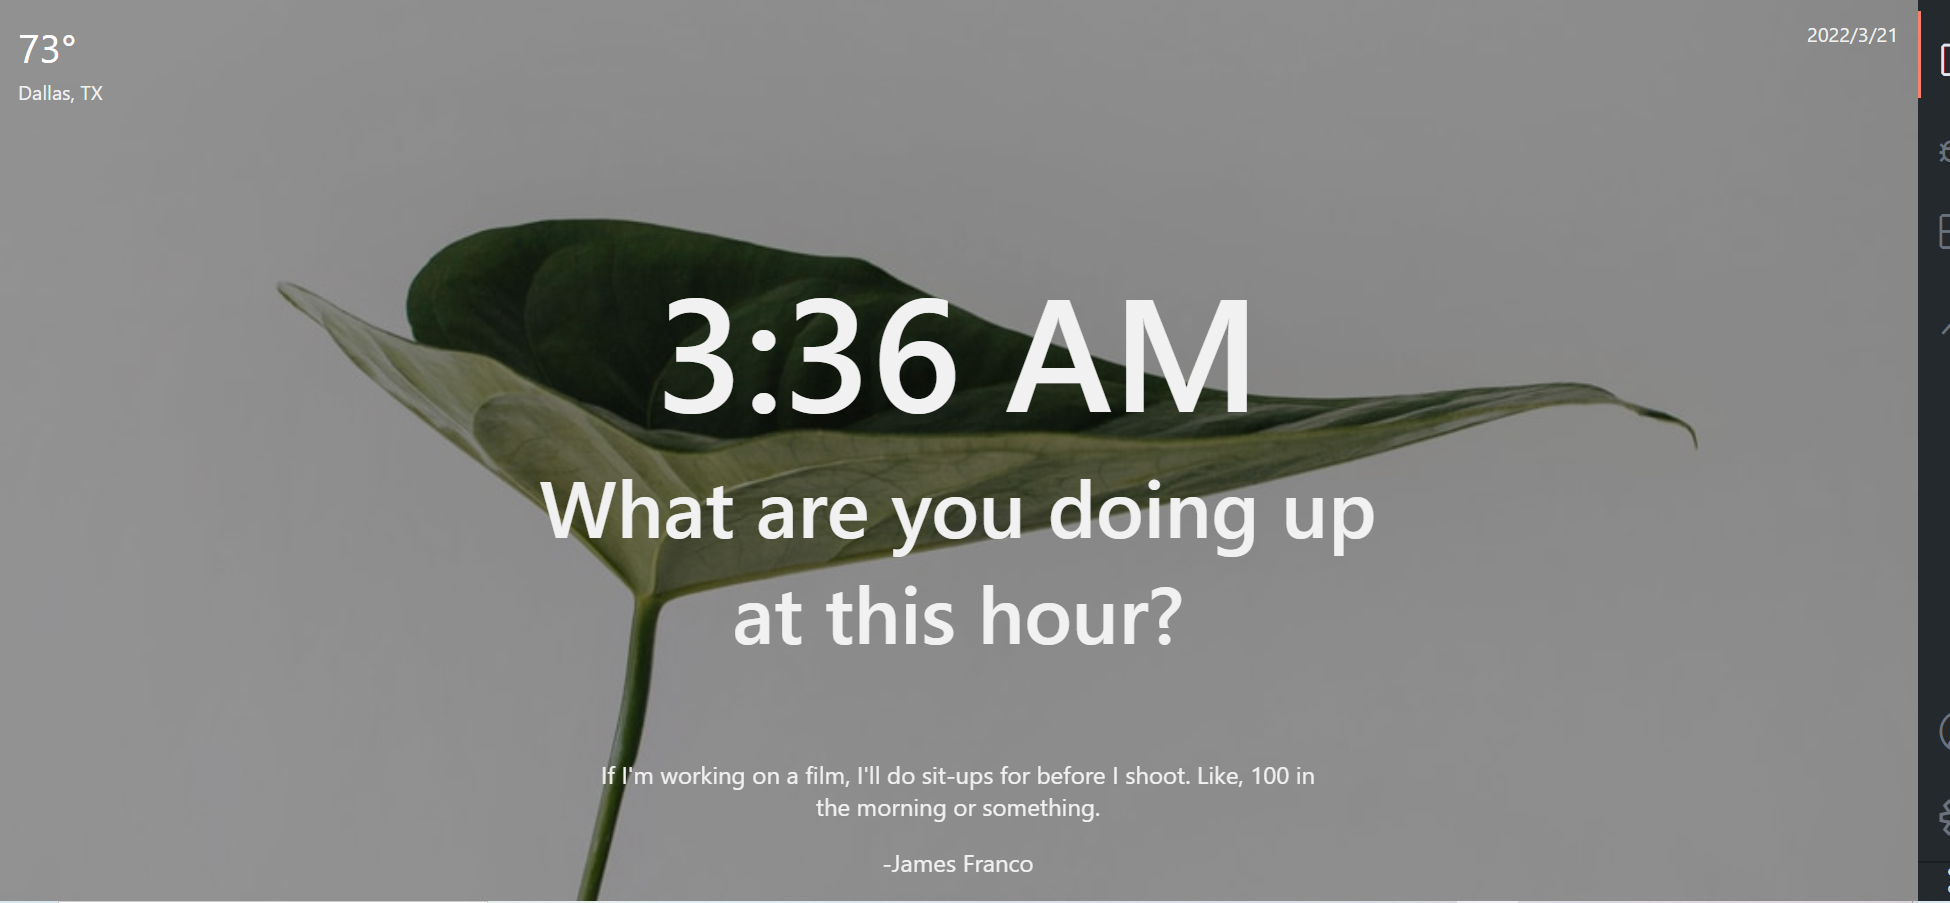 73°
Dallas, TX
2022/3/21
3:36 AM
What are you doing up
at this hour?
If I'm working on a film, I'll do sit-ups for before I shoot. Like, 100 in
the morning or something.
-James Franco